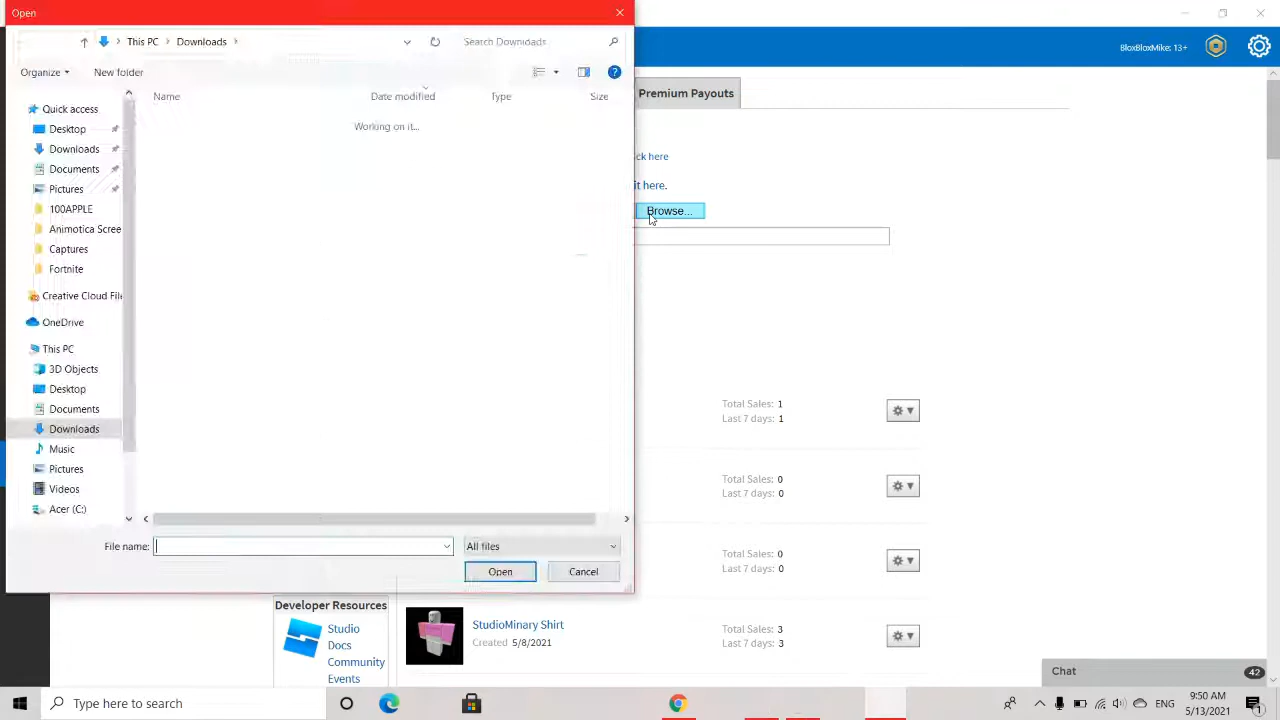 Open
This PC > Downloads >
Search Downloads
Organize
New folder
Name
Date modified
Type
Size
Working on it...
Quick access
Desktop
Downloads
Documents
Pictures
100APPLE
Animotica Scree
Captures
Fortnite
Creative Cloud File
OneDrive
This PC
3D Objects
Desktop
Documents
Downloads
Music
Pictures
Videos
Acer (C:)
File name:
All files
Open
Cancel
BloxBloxMike: 13+
Premium Payouts
ck here
it here.
Browse...
Total Sales: 1
Last 7 days: 1
Total Sales: 0
Last 7 days: 0
Total Sales: 0
Last 7 days: 0
Developer Resources
Studio
Docs
Community
Events
StudioMinary Shirt
Created 5/8/2021
Total Sales: 3
Last 7 days: 3
Chat
42
Type here to search
ENG
9:50 AM
5/13/2021
1